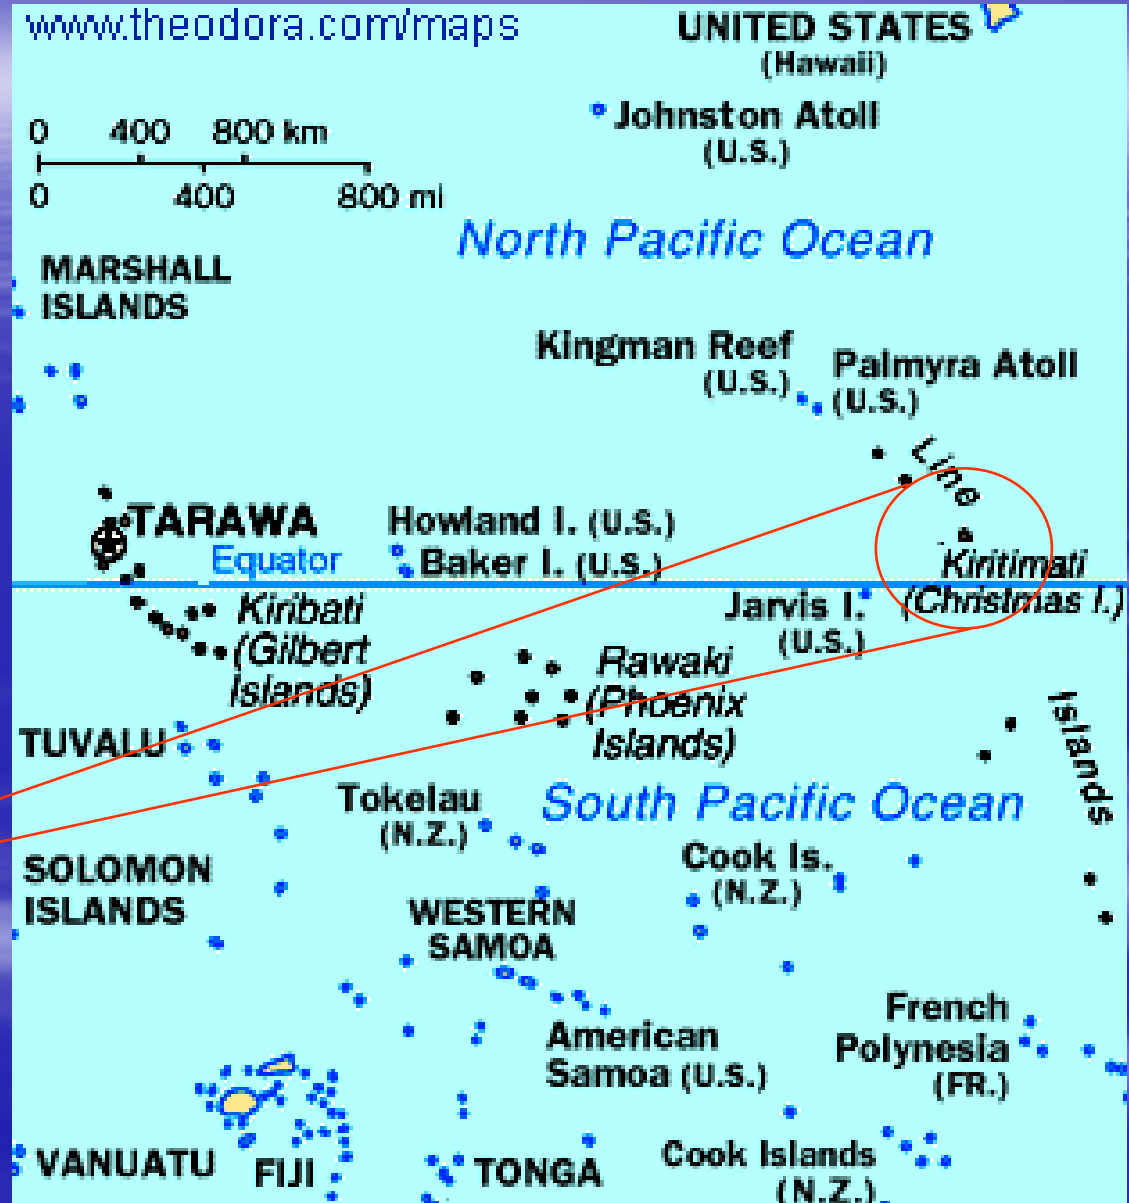 www.theodora.com/maps
UNITED STATES
(Hawaii)
Johnston Atoll
(U.S.)
0 400 800 km
0 400 800 mi
North Pacific Ocean
MARSHALL
ISLANDS
Kingman Reef
(U.S.)
Palmyra Atoll
(U.S.)
Line
TARAWA
Howland I. (U.S.)
Equator
Baker I. (U.S.)
Kiritimati
(Christmas I.)
Jarvis I.
(U.S.)
Kiribati
(Gilbert
Islands)
Rawaki
(Phoenix
Islands)
Islands
TUVALU
Tokelau
(N.Z.)
South Pacific Ocean
Cook Is.
(N.Z.)
SOLOMON
ISLANDS
WESTERN
SAMOA
French
Polynesia
(FR.)
American
Samoa (U.S.)
VANUATU
FIJI
TONGA
Cook Islands
(N.Z.)